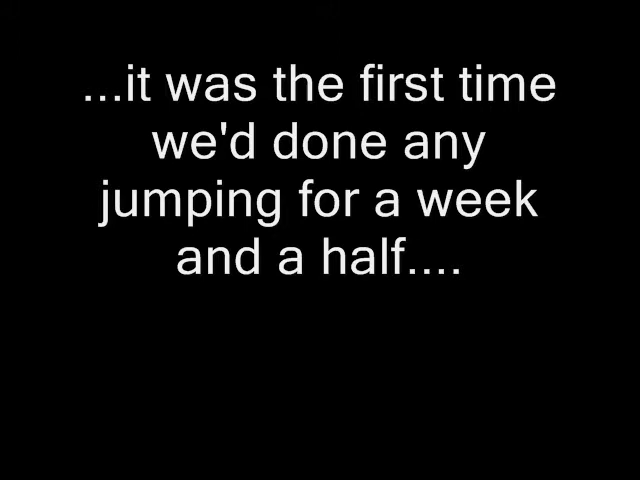 ...it was the first time
we'd done any
jumping for a week
and a half....